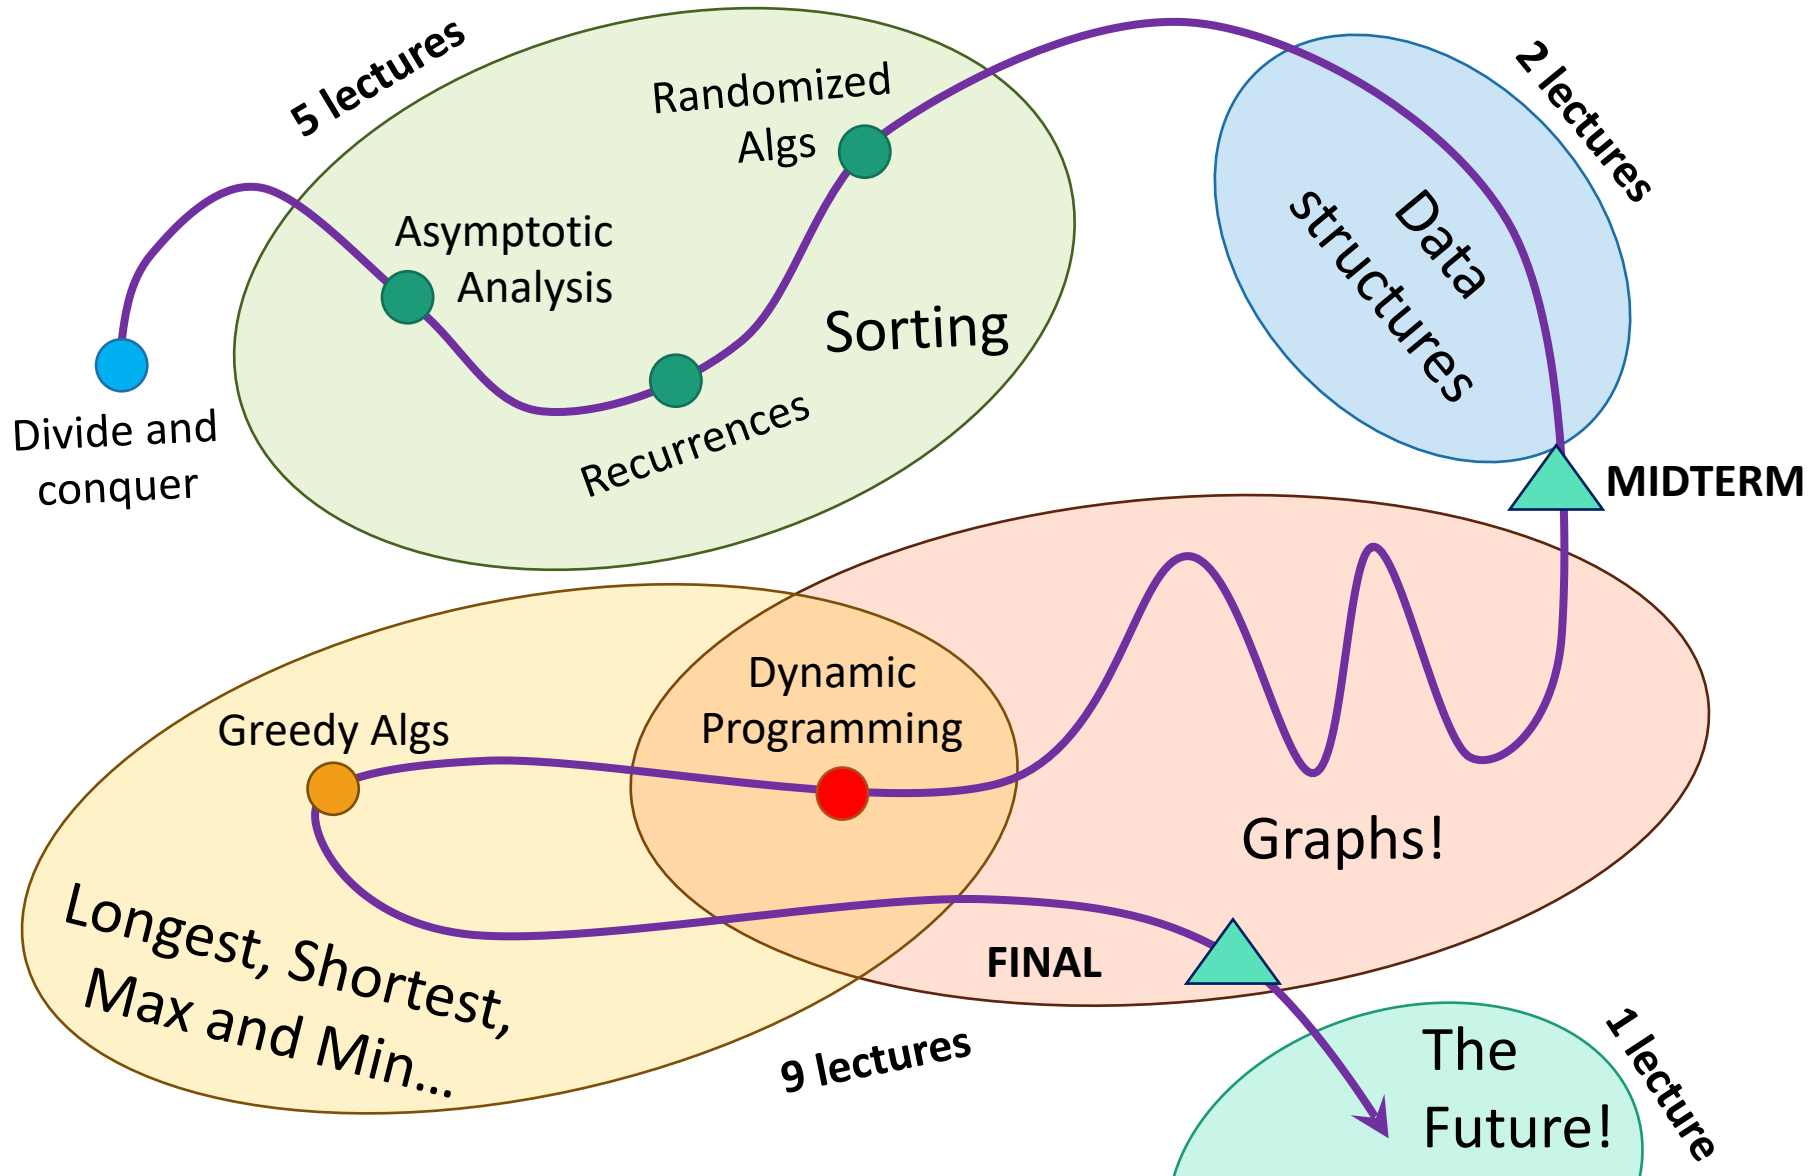 5 lectures
Randomized
Algs
2 lectures
Asymptotic
Analysis
Data
structures
Sorting
Divide and
conquer
Recurrences
MIDTERM
Dynamic
Programming
Greedy Algs
Graphs!
Longest, Shortest,
Max and Min...
FINAL
9 lectures
The
Future!
1 lecture